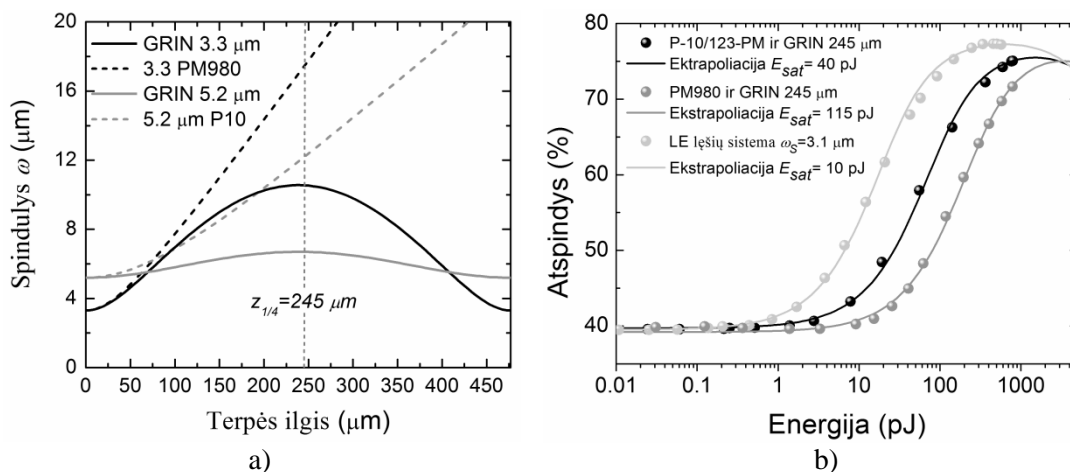 20
16
12
8
4
0
Spindulys ω (μm)
GRIN 3.3 μm
3.3 PM980
GRIN 5.2 μm
5.2 μm P10
z1/4=245 μm
0 50 100 150 200 250 300 350 400 450
Terpės ilgis (μm)
a)
80
70
60
50
40
Atspindys (%)
P-10/123-PM ir GRIN 245 μm
Ektrapoliacija Esat= 40 pJ
PM980 ir GRIN 245 μm
Ekstrapoliacija Esat= 115 pJ
LE lęšių sistema ωS=3.1 μm
Ekstrapoliacija Esat= 10 pJ
0.01 0.1 1 10 100 1000
Energija (pJ)
b)